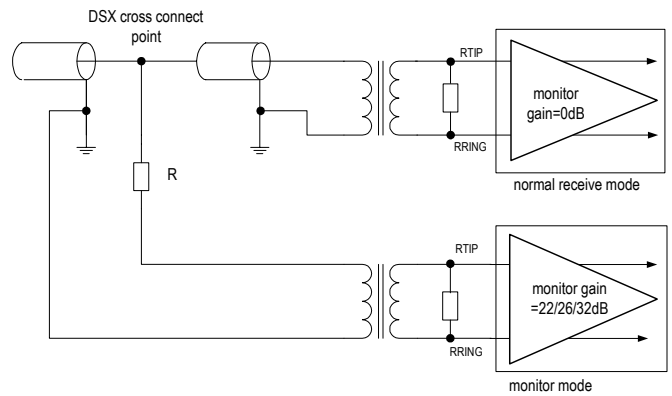 DSX cross connect
point
RTIP
monitor
gain=0dB
RRING
normal receive mode
R
RTIP
monitor gain
=22/26/32dB
RRING
monitor mode